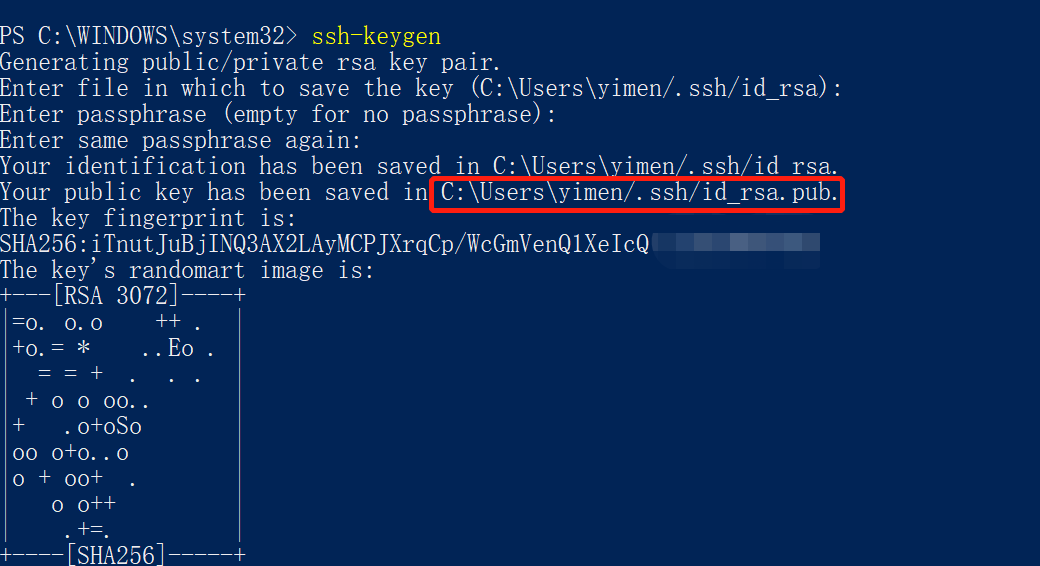 PS C:\WINDOWS\system32> ssh-keygen
Generating public/private rsa key pair.
Enter file in which to save the key (C:\Users\yimen/.ssh/id_rsa):
Enter passphrase (empty for no passphrase):
Enter same passphrase again:
Your identification has been saved in C:\Users\yimen/.ssh/id_rsa.
Your public key has been saved in C:\Users\yimen/.ssh/id_rsa.pub.
The key fingerprint is:
SHA256:iTnutJuBjINQ3AX2LAyMCPJXrqCp/WcGmVenQ1XeIcQ
The key's randomart image is:
+---[RSA 3072]----+
|=o. o.o    ++ .  |
|+o.= *    ..Eo . |
|  = = +  .  . .  |
| + o o oo..      |
|+   .o+oSo       |
|oo o+o..o        |
|o + oo+  .       |
|   o o++         |
|    .+=.         |
+----[SHA256]-----+